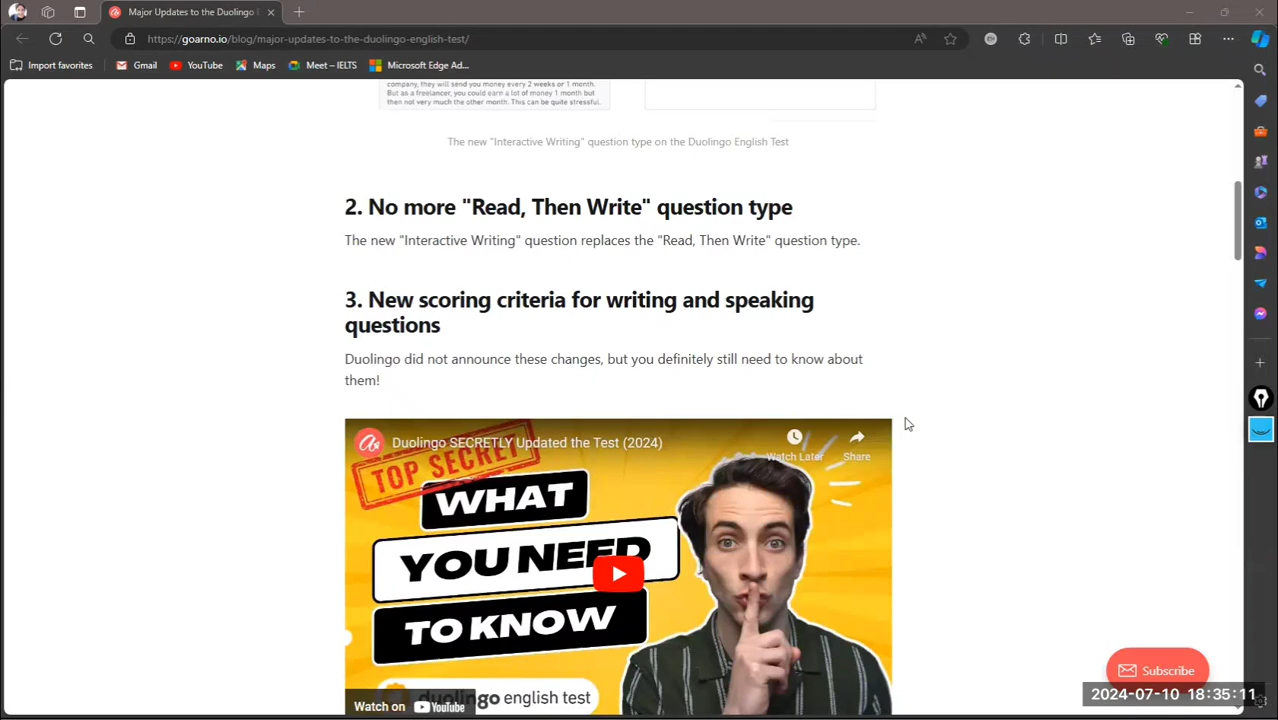 Major Updates to the Duolingo E
https://goarno.io/blog/major-updates-to-the-duolingo-english-test/
Import favorites
Gmail
YouTube
Maps
Meet – IELTS
Microsoft Edge Ad...
company, they will send you money every 2 weeks or 1 month.
But as a freelancer, you could earn a lot of money 1 month but
then not very much the other month. This can be quite stressful.
The new "Interactive Writing" question type on the Duolingo English Test
2. No more "Read, Then Write" question type
The new "Interactive Writing" question replaces the "Read, Then Write" question type.
3. New scoring criteria for writing and speaking
questions
Duolingo did not announce these changes, but you definitely still need to know about
them!
Duolingo SECRETLY Updated the Test (2024)
Watch Later
Share
TOP SECRET
WHAT
YOU NEED
TO KNOW
duolingo english test
Watch on YouTube
Subscribe
2024-07-10 18:35:11